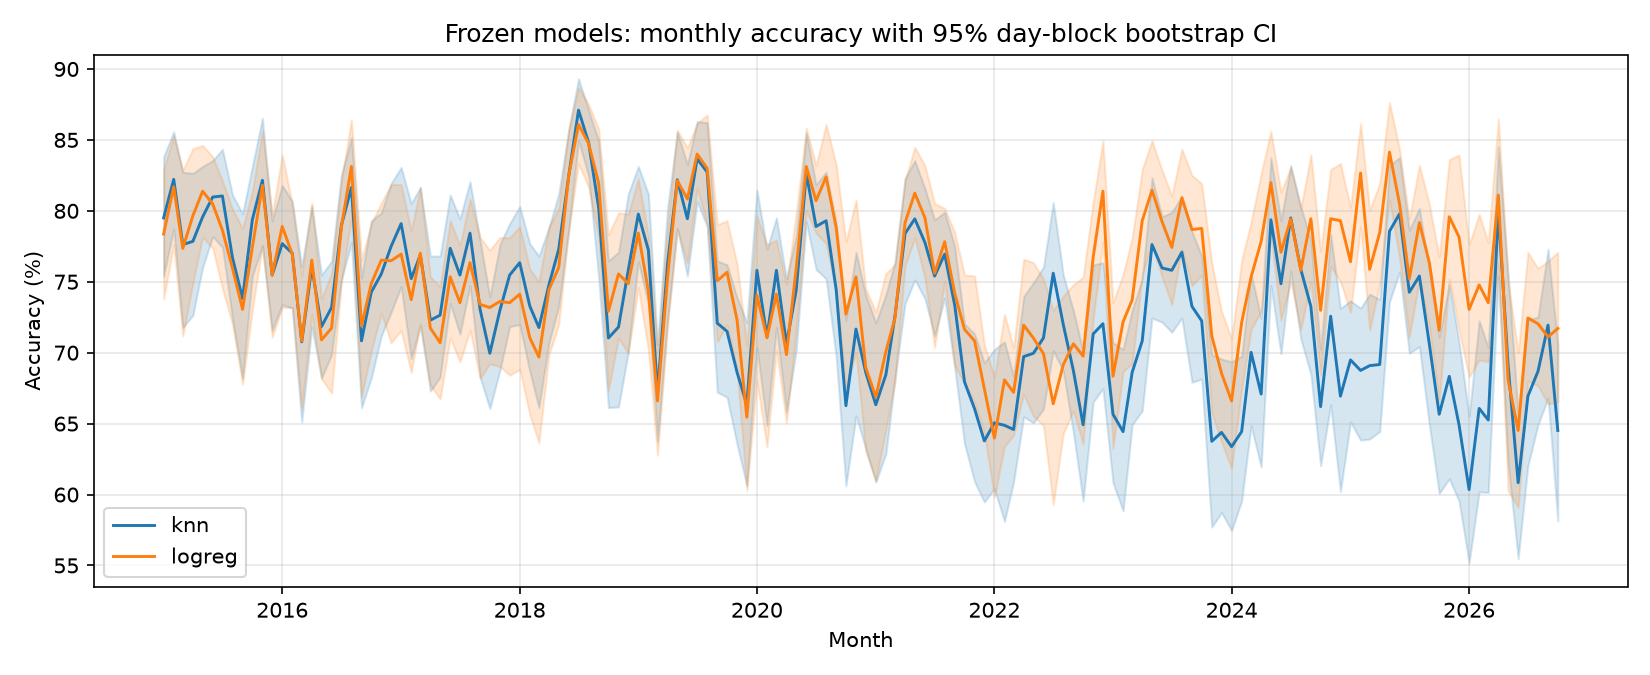 Frozen models: monthly accuracy with 95% day-block bootstrap CI
Accuracy (%)
90
85
80
75
70
65
60
55
knn
logreg
2016
2018
2020
2022
2024
2026
Month